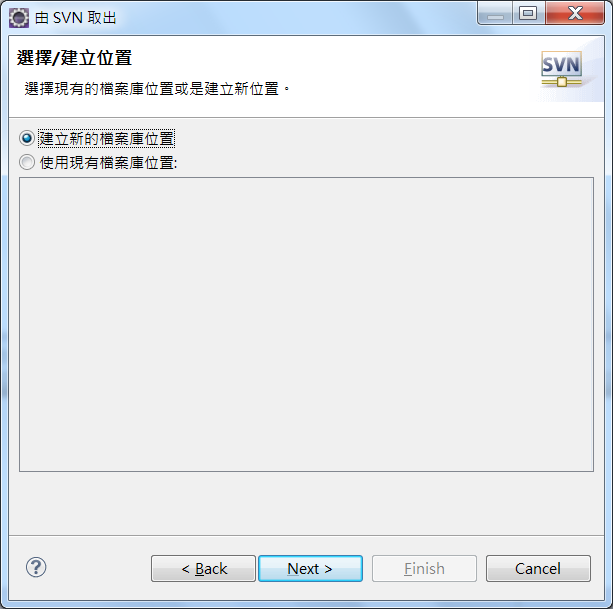 由 SVN 取出
選擇/建立位置
選擇現有的檔案庫位置或是建立新位置。
SVN
建立新的檔案庫位置
使用現有檔案庫位置:
?
< Back
Next >
Finish
Cancel